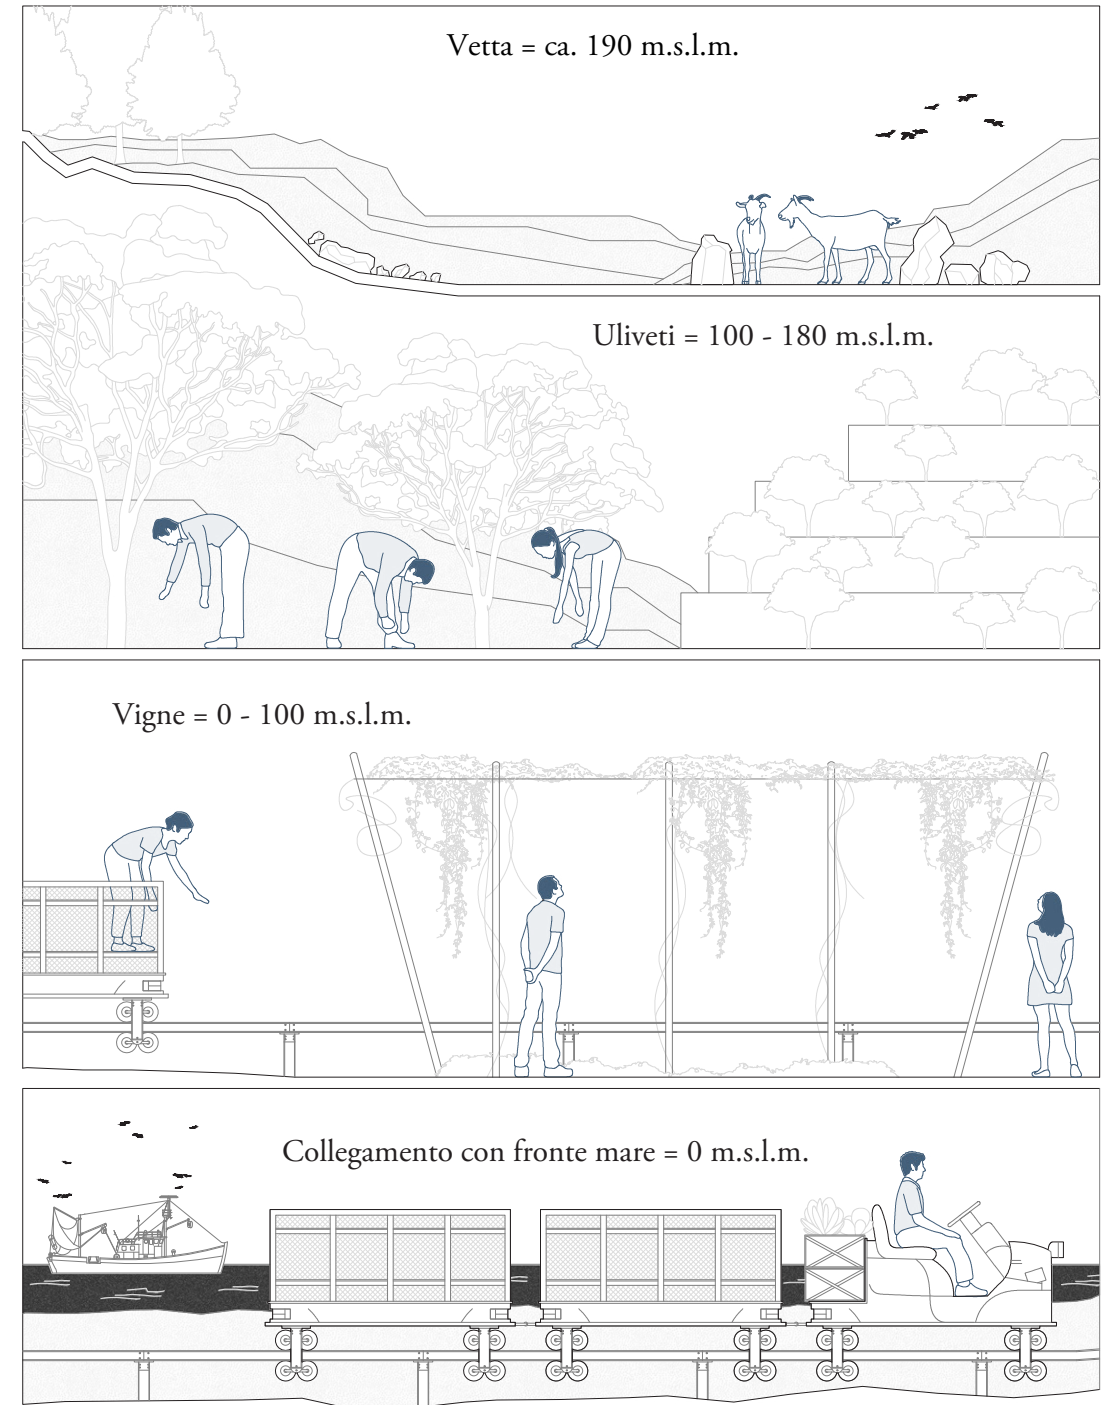 Vetta = ca. 190 m.s.l.m.
Uliveti = 100 - 180 m.s.l.m.
Vigne = 0 - 100 m.s.l.m.
Collegamento con fronte mare = 0 m.s.l.m.